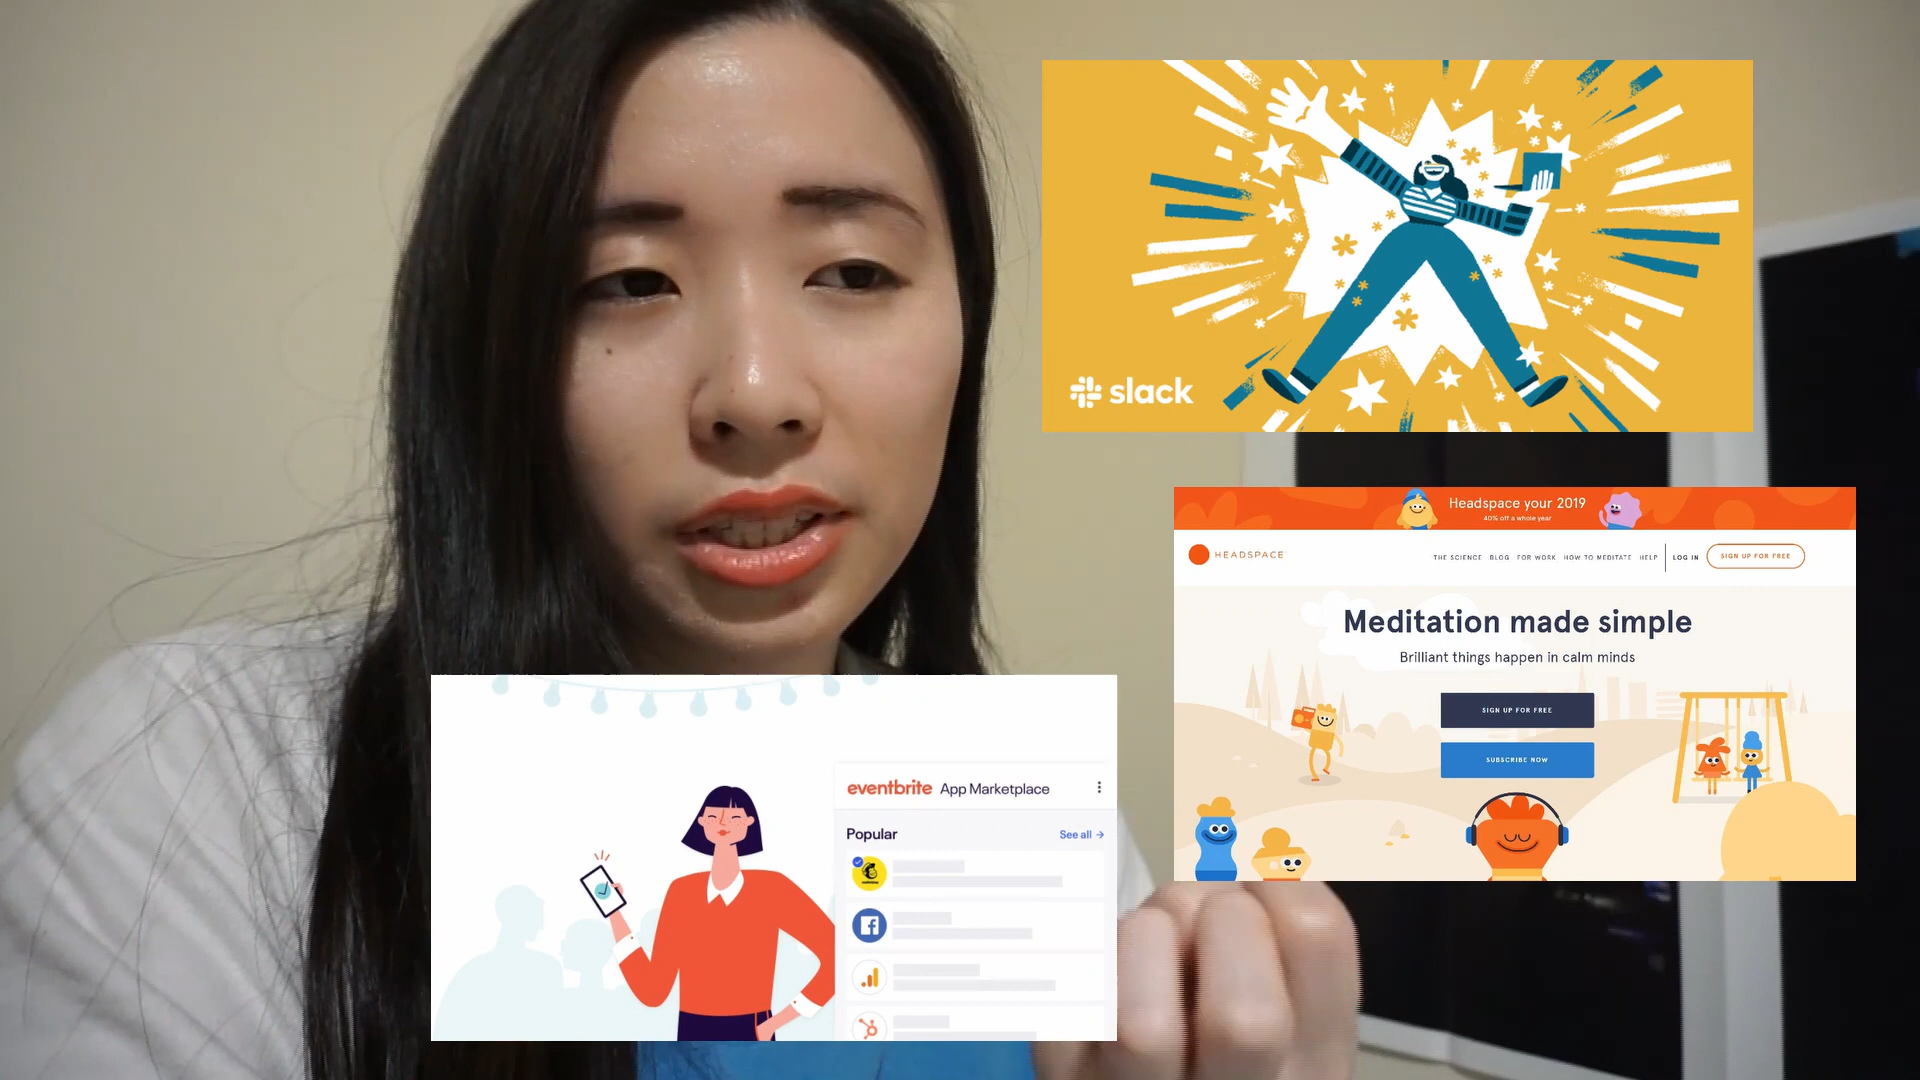 slack
Headspace your 2019
40% off a whole year
HEADSPACE
THE SCIENCE BLOG FOR WORK HOW TO MEDITATE HELP LOG IN SIGN UP FOR FREE
Meditation made simple
Brilliant things happen in calm minds
SIGN UP FOR FREE
SUBSCRIBE NOW
eventbrite App Marketplace
Popular See all →